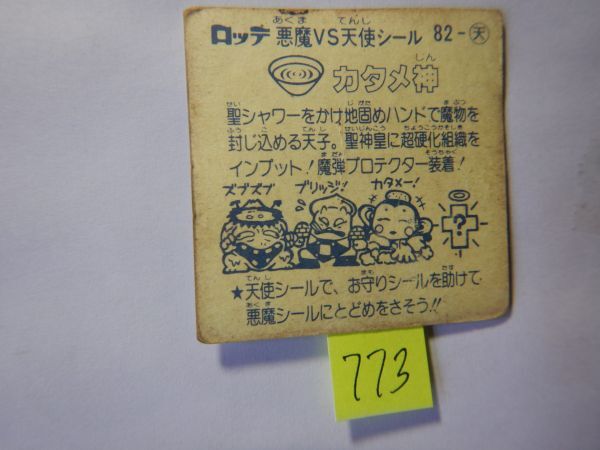 ロッテ 悪魔VS天使シール 82-天
カタメ神
聖シャワーをかけ地固めハンドで魔物を
封じ込める天子。聖神皇に超硬化組織を
インプット!魔弾プロテクター装着!
ズブズブ ブリッジ! カタメー!
?
-1
★天使シールで、お守りシールを助けて
悪魔シールにとどめをさそう!!
773